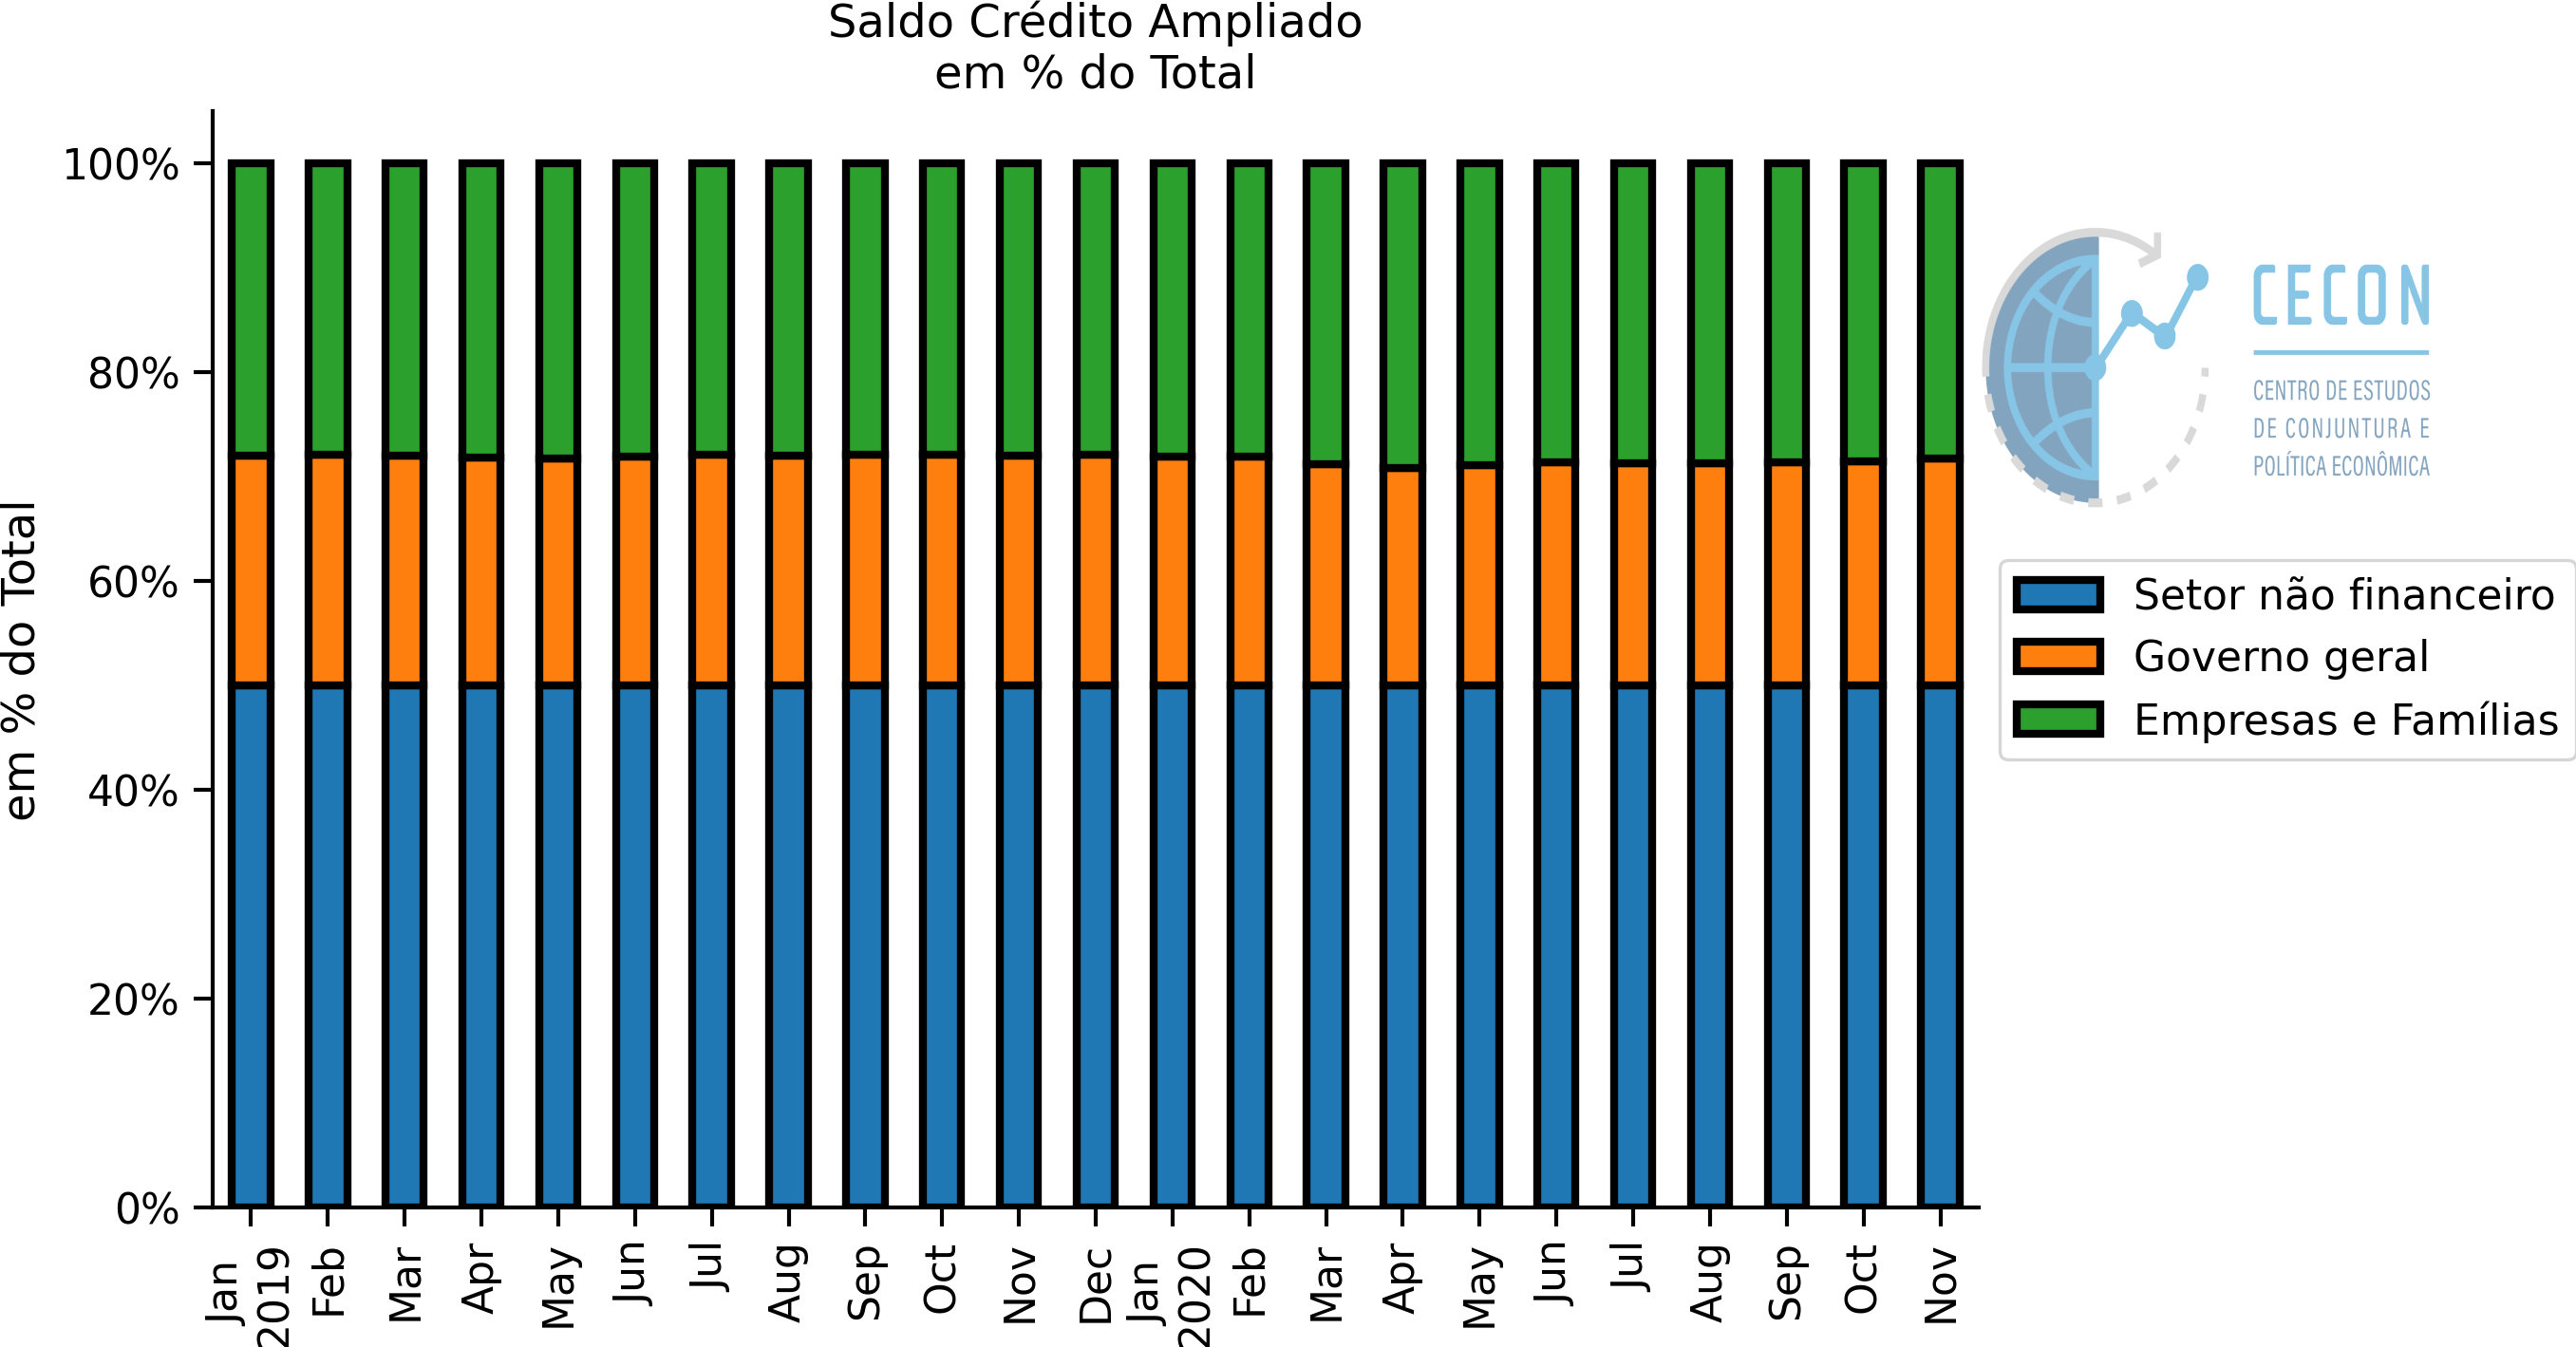 Saldo Crédito Ampliado
em % do Total
em % do Total
100%
80%
60%
40%
20%
0%
Jan
2019
Feb
Mar
Apr
May
Jun
Jul
Aug
Sep
Oct
Nov
Dec
Jan
2020
Feb
Mar
Apr
May
Jun
Jul
Aug
Sep
Oct
Nov
CECON
CENTRO DE ESTUDOS
DE CONJUNTURA E
POLÍTICA ECONÔMICA
Setor não financeiro
Governo geral
Empresas e Famílias